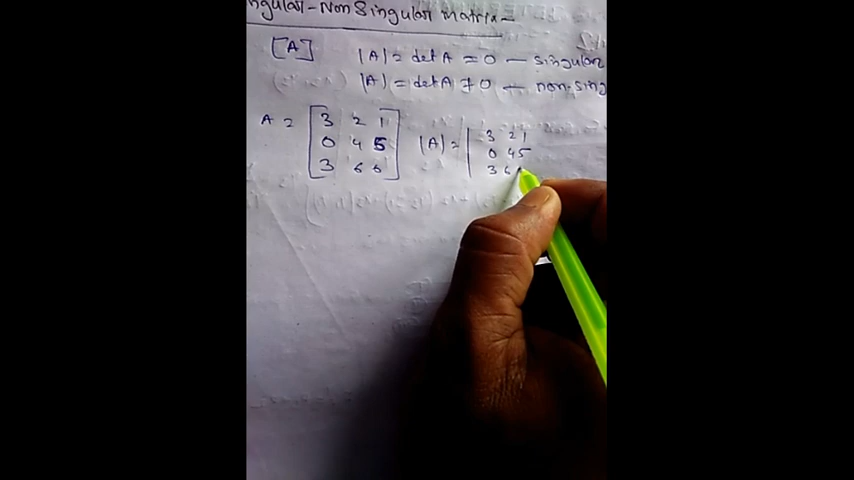 ngular-Non Singular Matrix-
[A] |A| = det A = 0 — singular
|A| = det A ≠ 0 — non-sing
A = [3 2 1
0 4 5 |A| = | 3 2 1
3 6 6] 0 4 5
3 6